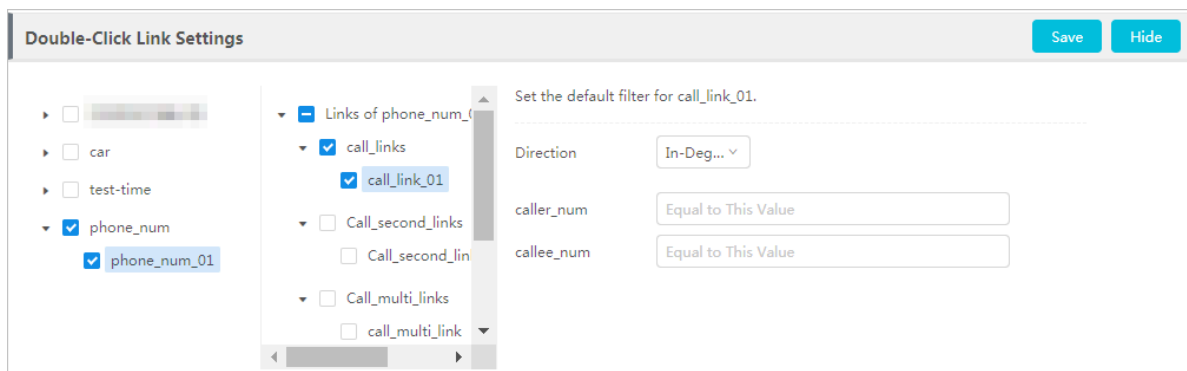 Double-Click Link Settings
Save
Hide
car
test-time
phone_num
phone_num_01
Links of phone_num_0
call_links
call_link_01
Call_second_links
Call_second_lin
Call_multi_links
call_multi_link
Set the default filter for call_link_01.
Direction
In-Deg...
caller_num
Equal to This Value
callee_num
Equal to This Value